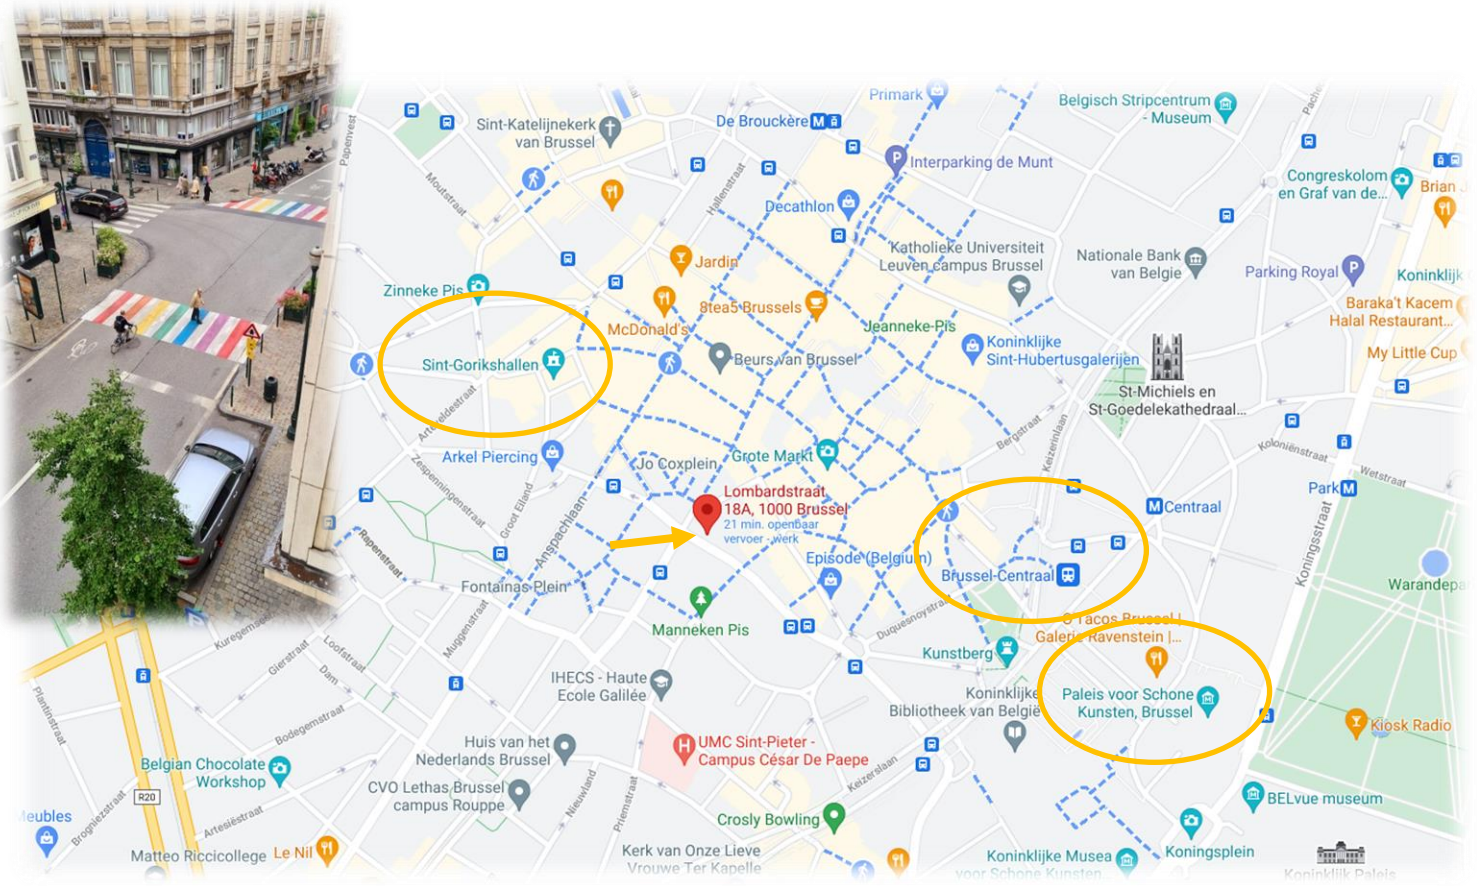 Primark
Belgisch Stripcentrum
- Museum
De Brouckère
M
Sint-Katelijnekerk
van Brussel
Papenvest
P
Interparking de Munt
Congreskolom
en Graf van de...
Brian J
Moutstraat
Hallenstraat
Decathlon
Katholieke Universiteit
Leuven campus Brussel
Nationale Bank
van Belgie
Parking Royal
P
Koninklijk
Jardin
Zinneke Pis
8tea5 Brussels
McDonald's
Jeanneke-Pis
Baraka't Kacem
Halal Restaurant...
Koninklijke
Sint-Hubertusgalerijen
Beurs van Brussel
Sint-Gorikshallen
My Little Cup
St-Michiels en
St-Goedelekathedraal...
Arteveldestraat
Bergstraat
Keizerinlaan
Koloniënstraat
Wetstraat
Arkel Piercing
Jo Coxplein
Grote Markt
Zespenningenstraat
Groot Eiland
Anspachlaan
Lombardstraat
18A, 1000 Brussel
21 min. openbaar
vervoer - werk
M
Centraal
Park
M
Koningsstraat
Rapenstraat
Episode (Belgium)
Brussel-Centraal
Fontainas Plein
Warandepa
Manneken Pis
Duquesnoystraat
O'Tacos Brussel |
Galerie Ravenstein |...
Kunstberg
Kuregemse
Gierstraat
Loofstraat
Dam
Muggenstraat
IHECS - Haute
Ecole Galilée
Koninklijke
Bibliotheek van België
Paleis voor Schone
Kunsten, Brussel
Plantinstraat
Bodegemstraat
Kiosk Radio
Huis van het
Nederlands Brussel
H
UMC Sint-Pieter -
Campus César De Paepe
Belgian Chocolate
Workshop
R20
CVO Lethas Brussel
campus Rouppe
Nieuwland
Priemstraat
Keizerslaan
BELvue museum
Meubles
Brogniezstraat
Artesiëstraat
Crosly Bowling
Matteo Riccicollege
Le Nil
Kerk van Onze Lieve
Vrouwe Ter Kapelle
Koninklijke Musea
voor Schone Kunsten...
Koningsplein
Koninklijk Paleis